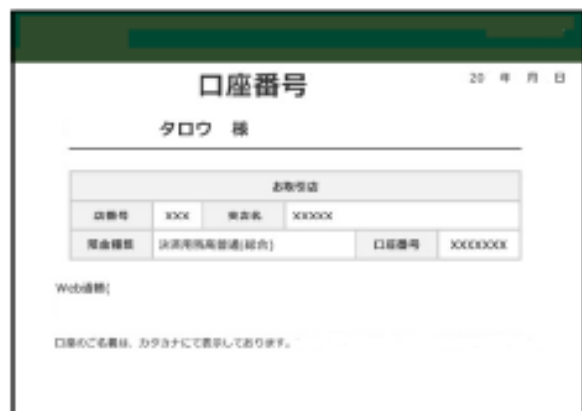 口座番号
20 年 月 日
タロウ 様
お取引店
店番号 XXX 支店名 XXXXX
預金種類 決済用預金普通(総合) 口座番号 XXXXXXX
Web通帳(
口座のご名義は、カタカナにて表示しております。